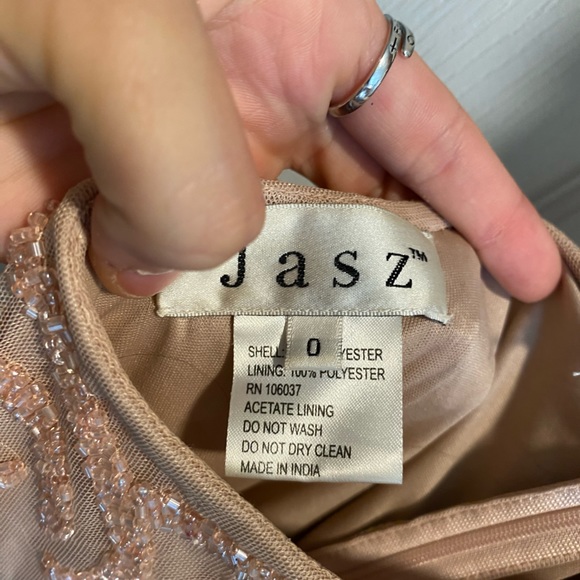 Jasz™
0
SHELL: YESTER
LINING: 100% POLYESTER
RN 106037
ACETATE LINING
DO NOT WASH
DO NOT DRY CLEAN
MADE IN INDIA